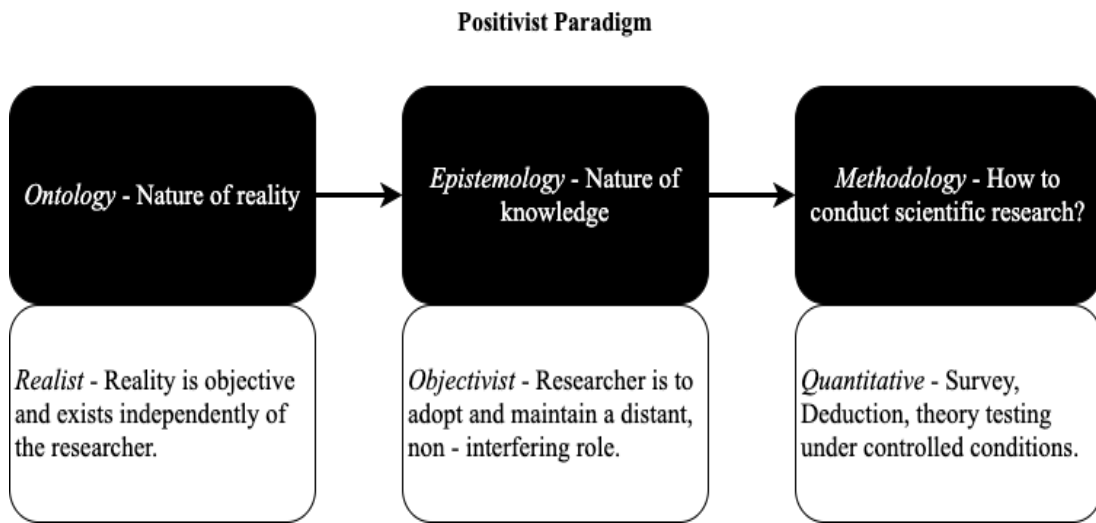 Positivist Paradigm
Ontology - Nature of reality
Epistemology - Nature of
knowledge
Methodology - How to
conduct scientific research?
Realist - Reality is objective
and exists independently of
the researcher.
Objectivist - Researcher is to
adopt and maintain a distant,
non - interfering role.
Quantitative - Survey,
Deduction, theory testing
under controlled conditions.